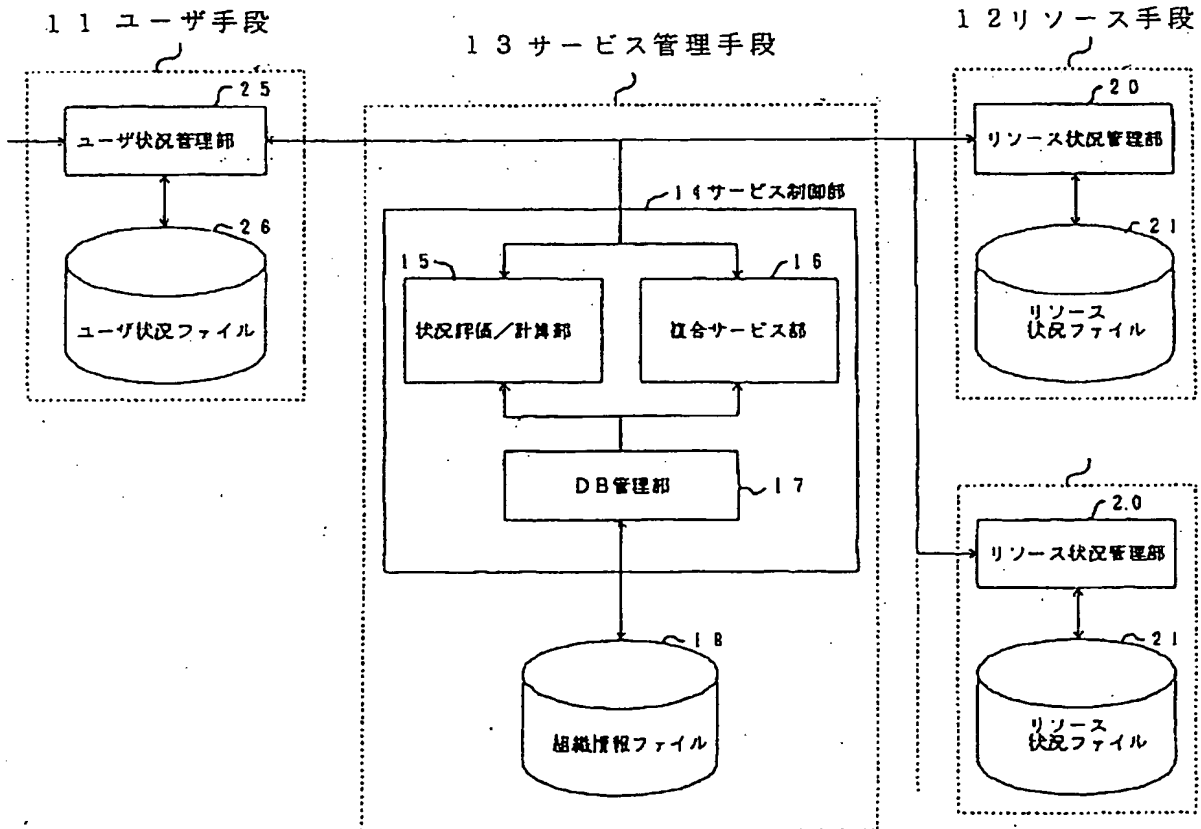 11 ユーザ手段
25
ユーザ状況管理部
26
ユーザ状況ファイル
13 サービス管理手段
14 サービス制御部
15
状況評価/計算部
16
複合サービス部
DB管理部
17
18
組織情報ファイル
12 リソース手段
20
リソース状況管理部
21
リソース
状況ファイル
20
リソース状況管理部
21
リソース
状況ファイル